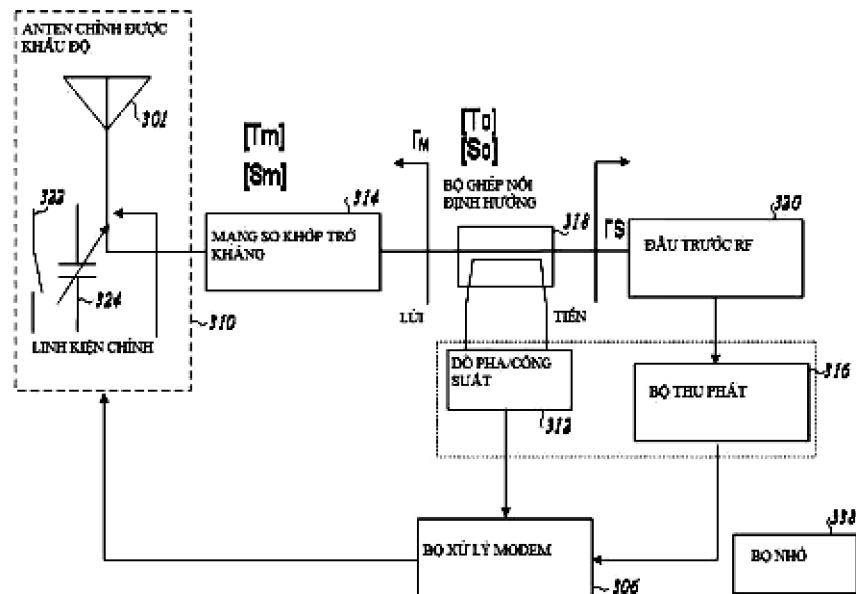 ANTEN CHỈNH ĐƯỢC
KHẨU ĐỘ
301
[Tm]
[Sm]
ΓM
[To]
[So]
BỘ GHÉP NỐI
ĐỊNH HƯỚNG
318
ΓS
322
314
MẠNG SO KHỚP TRỞ
KHÁNG
320
ĐẦU TRƯỚC RF
324
LINH KIỆN CHỈNH
310
LÙI
TIẾN
DÒ PHA/CÔNG
SUẤT
312
BỘ THU PHÁT
316
BỘ XỬ LÝ MODEM
306
338
BỘ NHỚ